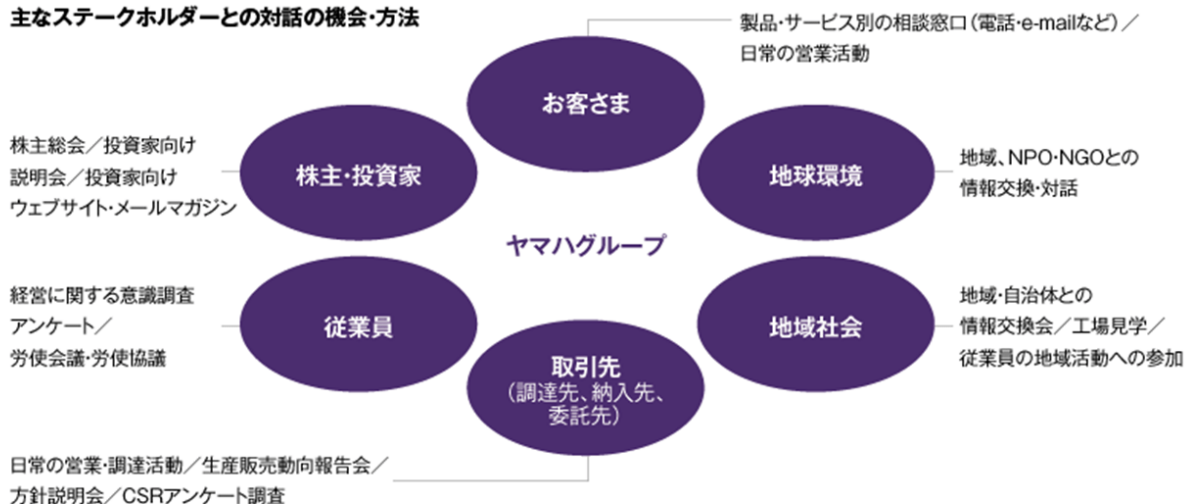 主なステークホルダーとの対話の機会・方法
製品・サービス別の相談窓口（電話・e-mailなど）／
日常の営業活動
お客さま
株主総会／投資家向け
説明会／投資家向け
ウェブサイト・メールマガジン
株主・投資家
地球環境
地域、NPO・NGOとの
情報交換・対話
ヤマハグループ
経営に関する意識調査
アンケート／
労使会議・労使協議
従業員
地域社会
地域・自治体との
情報交換会／工場見学／
従業員の地域活動への参加
取引先
（調達先、納入先、
委託先）
日常の営業・調達活動／生産販売動向報告会／
方針説明会／CSRアンケート調査